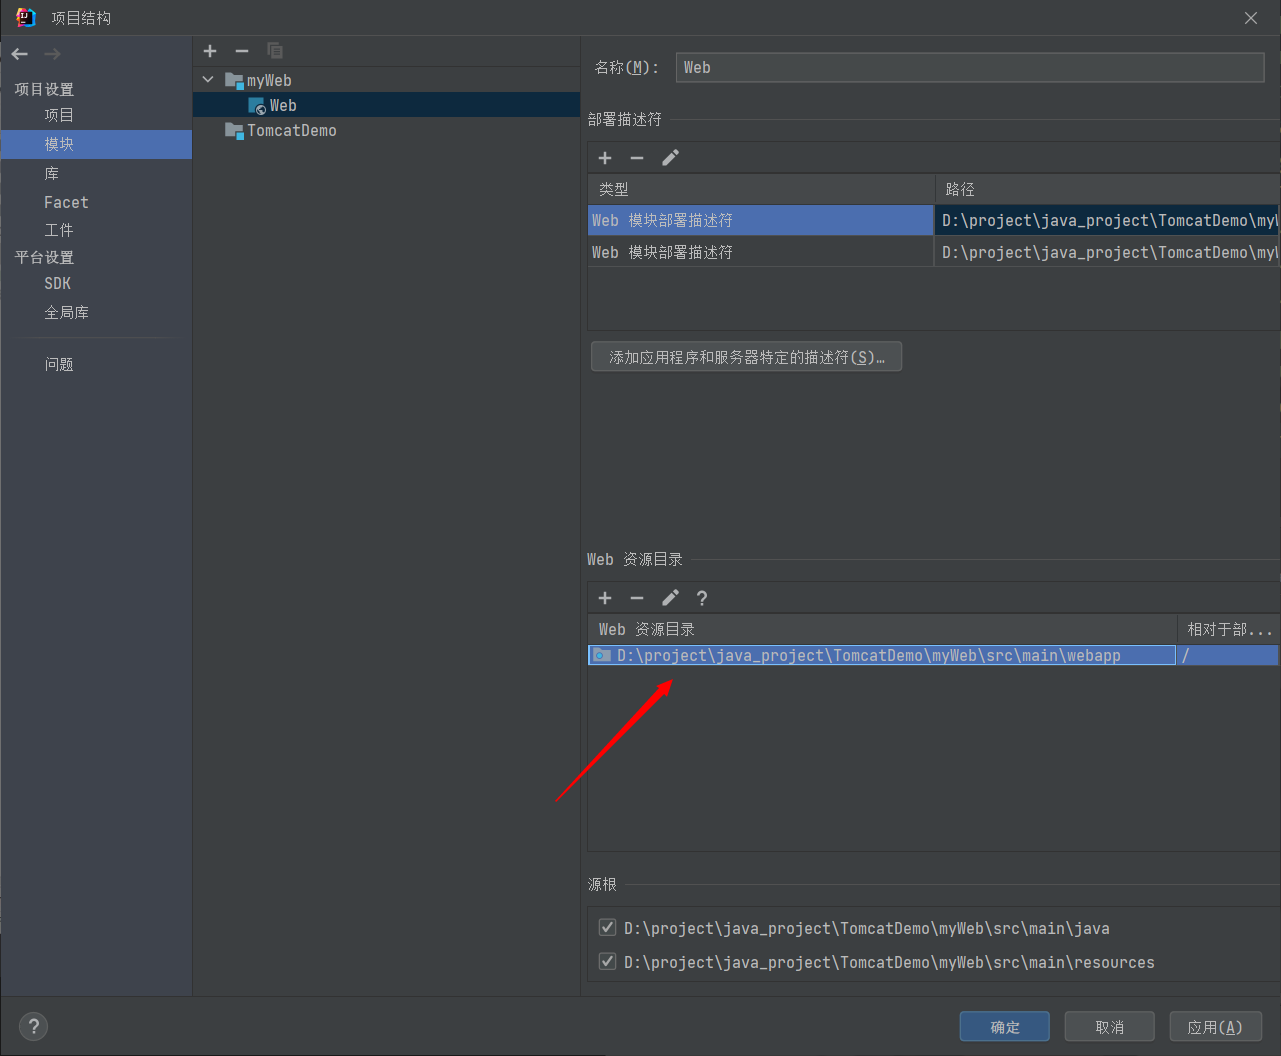 项目结构
项目设置
项目
模块
库
Facet
工件
平台设置
SDK
全局库
问题
myWeb
Web
TomcatDemo
名称(M): Web
部署描述符
类型 路径
Web 模块部署描述符 D:\project\java_project\TomcatDemo\myW
Web 模块部署描述符 D:\project\java_project\TomcatDemo\myW
添加应用程序和服务器特定的描述符(S)…
Web 资源目录
?
Web 资源目录 相对于部...
D:\project\java_project\TomcatDemo\myWeb\src\main\webapp /
源根
D:\project\java_project\TomcatDemo\myWeb\src\main\java
D:\project\java_project\TomcatDemo\myWeb\src\main\resources
? 确定 取消 应用(A)